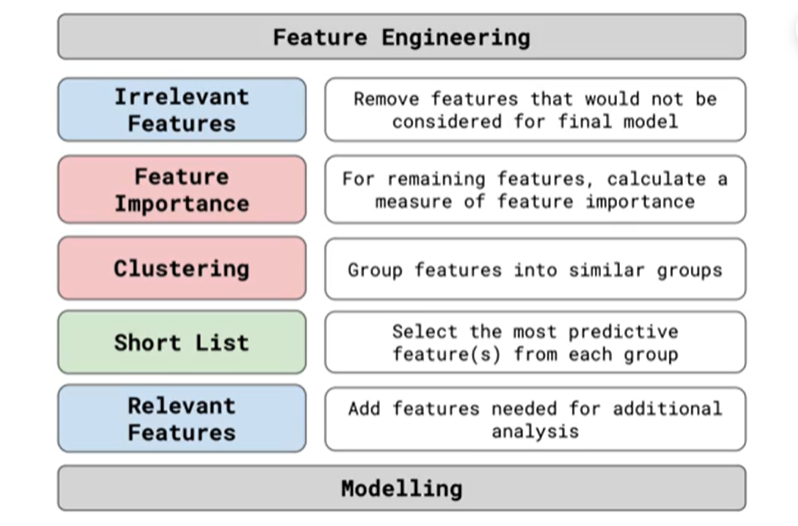 Feature Engineering
Irrelevant
Features
Remove features that would not be
considered for final model
Feature
Importance
For remaining features, calculate a
measure of feature importance
Clustering
Group features into similar groups
Short List
Select the most predictive
feature(s) from each group
Relevant
Features
Add features needed for additional
analysis
Modelling